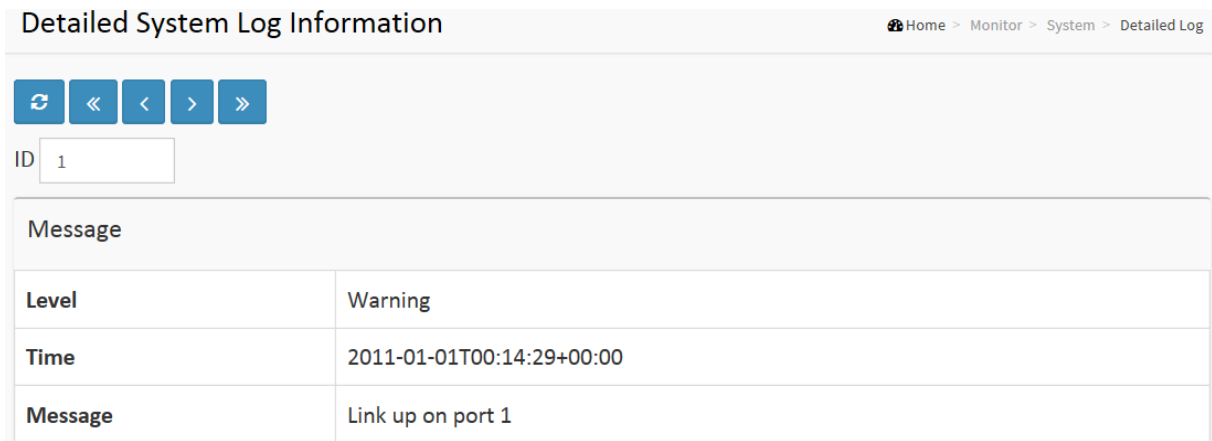 Detailed System Log Information
Home > Monitor > System > Detailed Log
« < > »
ID 1
Message
Level Warning
Time 2011-01-01T00:14:29+00:00
Message Link up on port 1